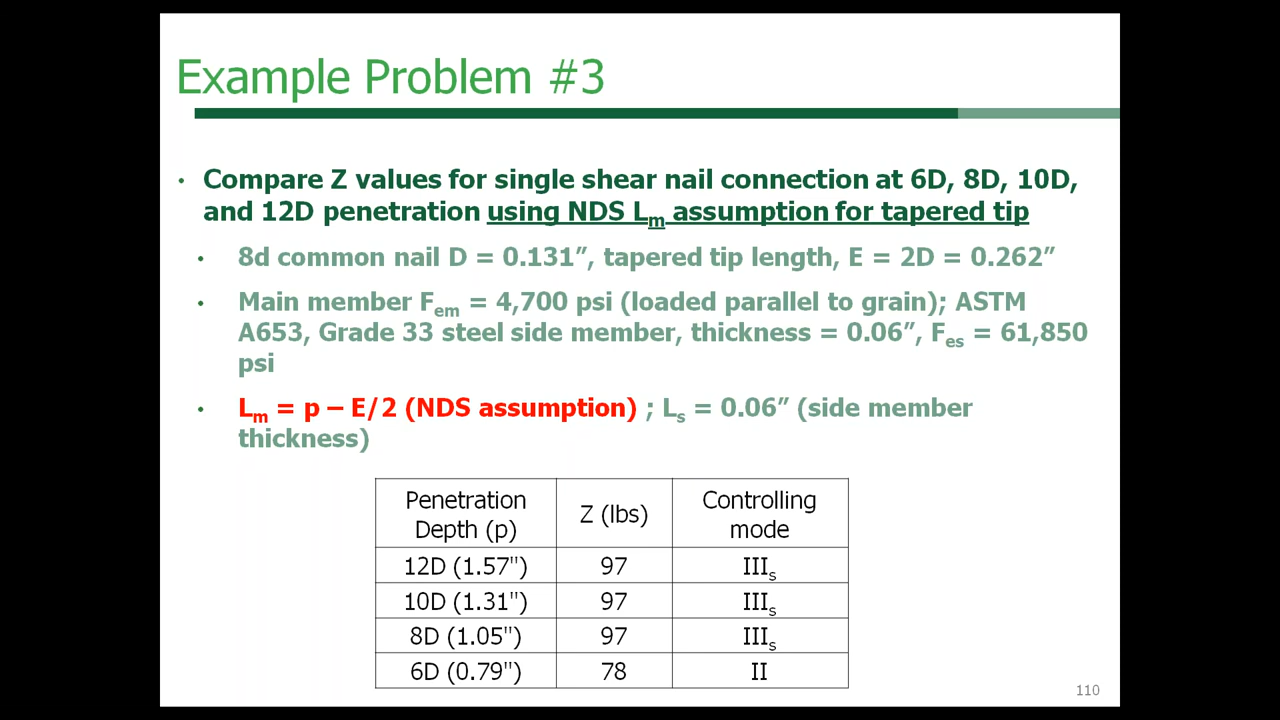 Example Problem #3
• Compare Z values for single shear nail connection at 6D, 8D, 10D,
and 12D penetration using NDS Lm assumption for tapered tip
• 8d common nail D = 0.131”, tapered tip length, E = 2D = 0.262”
• Main member Fem = 4,700 psi (loaded parallel to grain); ASTM
A653, Grade 33 steel side member, thickness = 0.06”, Fes = 61,850
psi
• Lm = p – E/2 (NDS assumption) ; Ls = 0.06” (side member
thickness)
Penetration Depth (p) Z (lbs) Controlling mode
12D (1.57") 97 IIIs
10D (1.31") 97 IIIs
8D (1.05") 97 IIIs
6D (0.79") 78 II
110